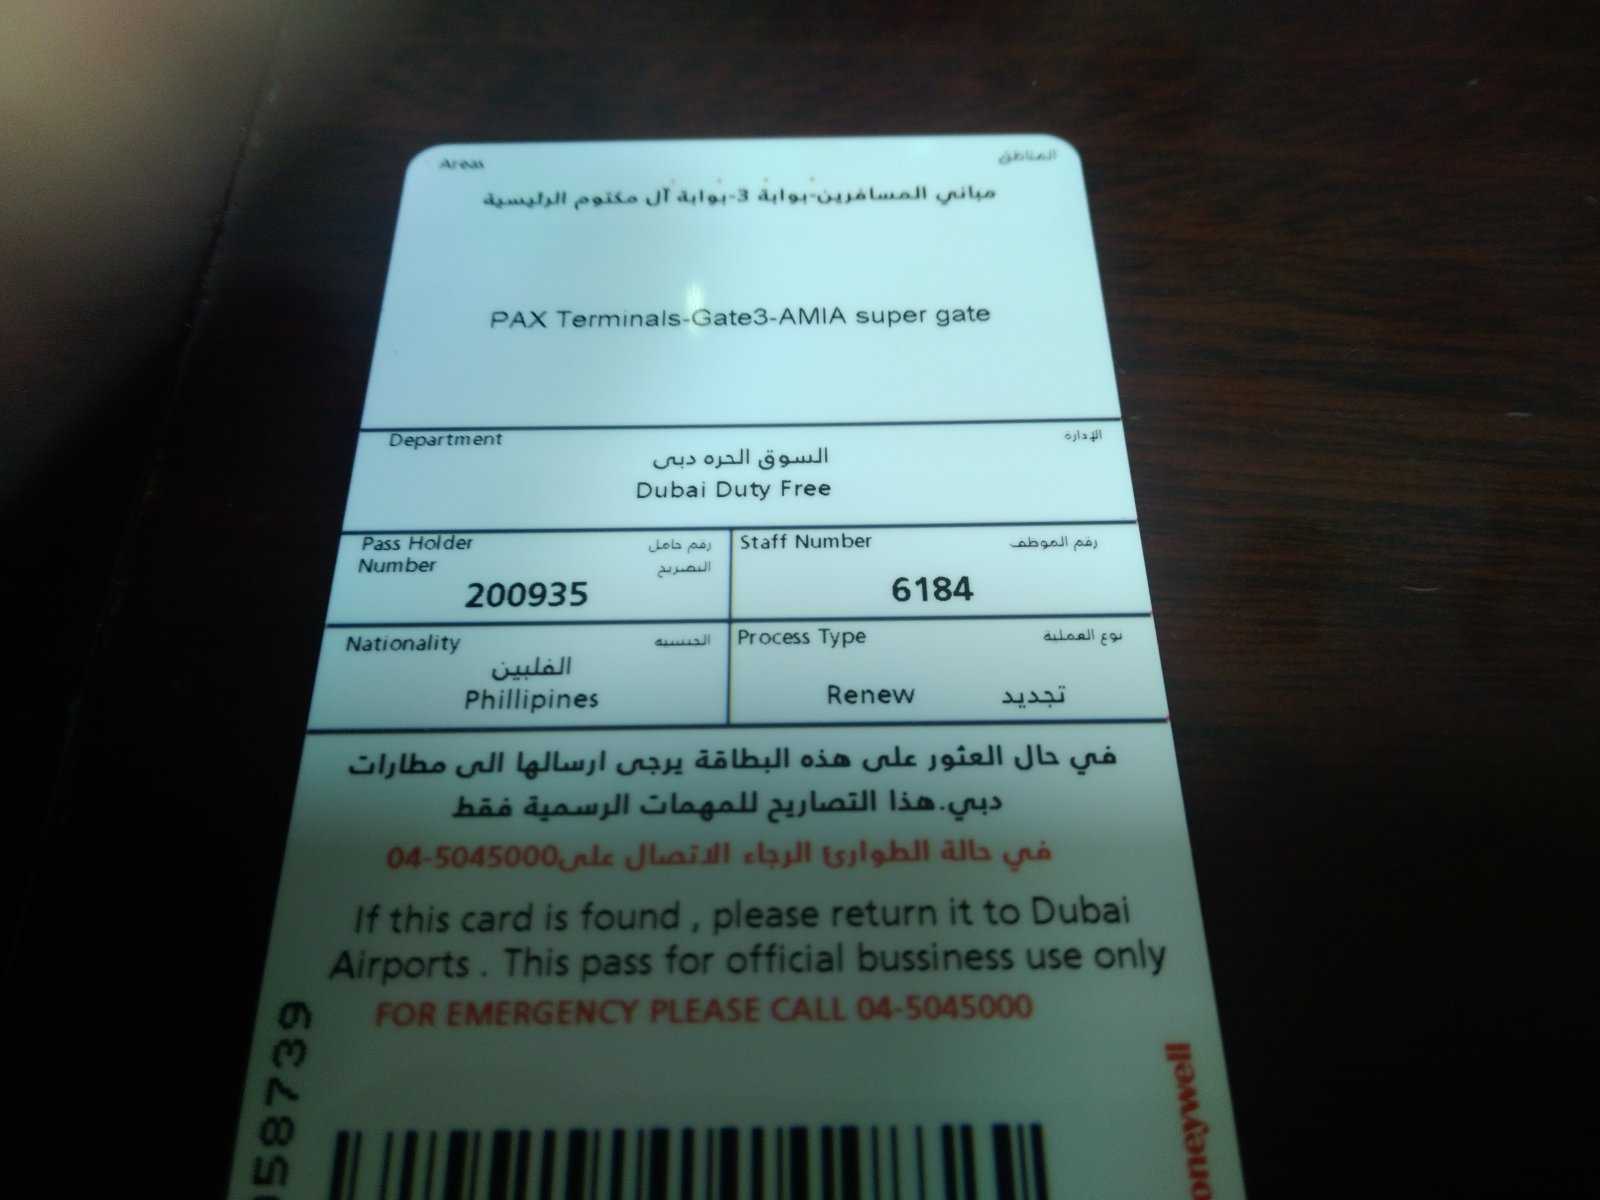 Areas المناطق
مباني المسافرين-بوابة 3-بوابة آل مكتوم الرئيسية
PAX Terminals-Gate3-AMIA super gate
Department الإدارة
السوق الحره دبى
Dubai Duty Free
Pass Holder Number رقم حامل التصريح
200935
Staff Number رقم الموظف
6184
Nationality الجنسيه
الفلبين
Phillipines
Process Type نوع العملية
Renew تجديد
في حال العثور على هذه البطاقة يرجى ارسالها الى مطارات
دبي.هذا التصاريح للمهمات الرسمية فقط
في حالة الطوارئ الرجاء الاتصال على04-5045000
If this card is found , please return it to Dubai
Airports . This pass for official bussiness use only
FOR EMERGENCY PLEASE CALL 04-5045000
58739
oneywell